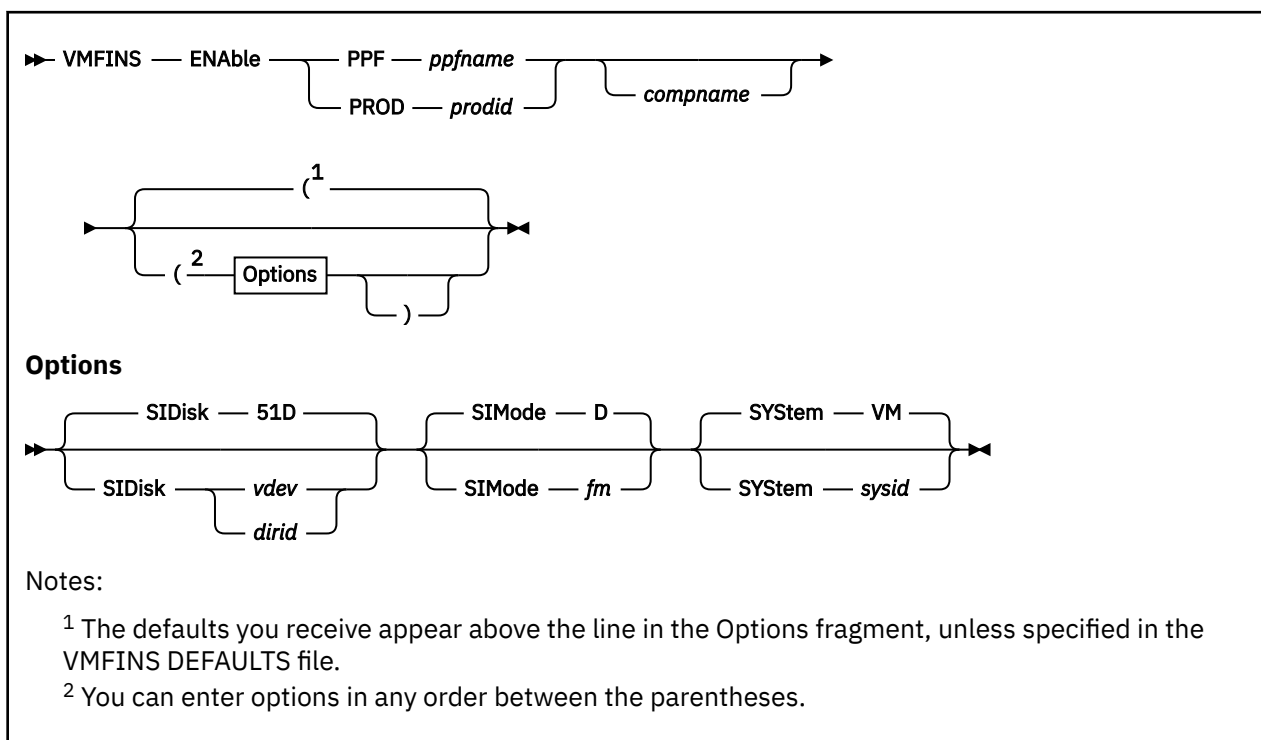 VMFINS — ENAble — PPF — ppfname
PROD — prodid
compname
( 1
( 2 Options )
Options
SIDisk — 51D SIMode — D SYStem — VM
SIDisk vdev SIMode — fm SYStem — sysid
dirid
Notes:
1 The defaults you receive appear above the line in the Options fragment, unless specified in the
VMFINS DEFAULTS file.
2 You can enter options in any order between the parentheses.